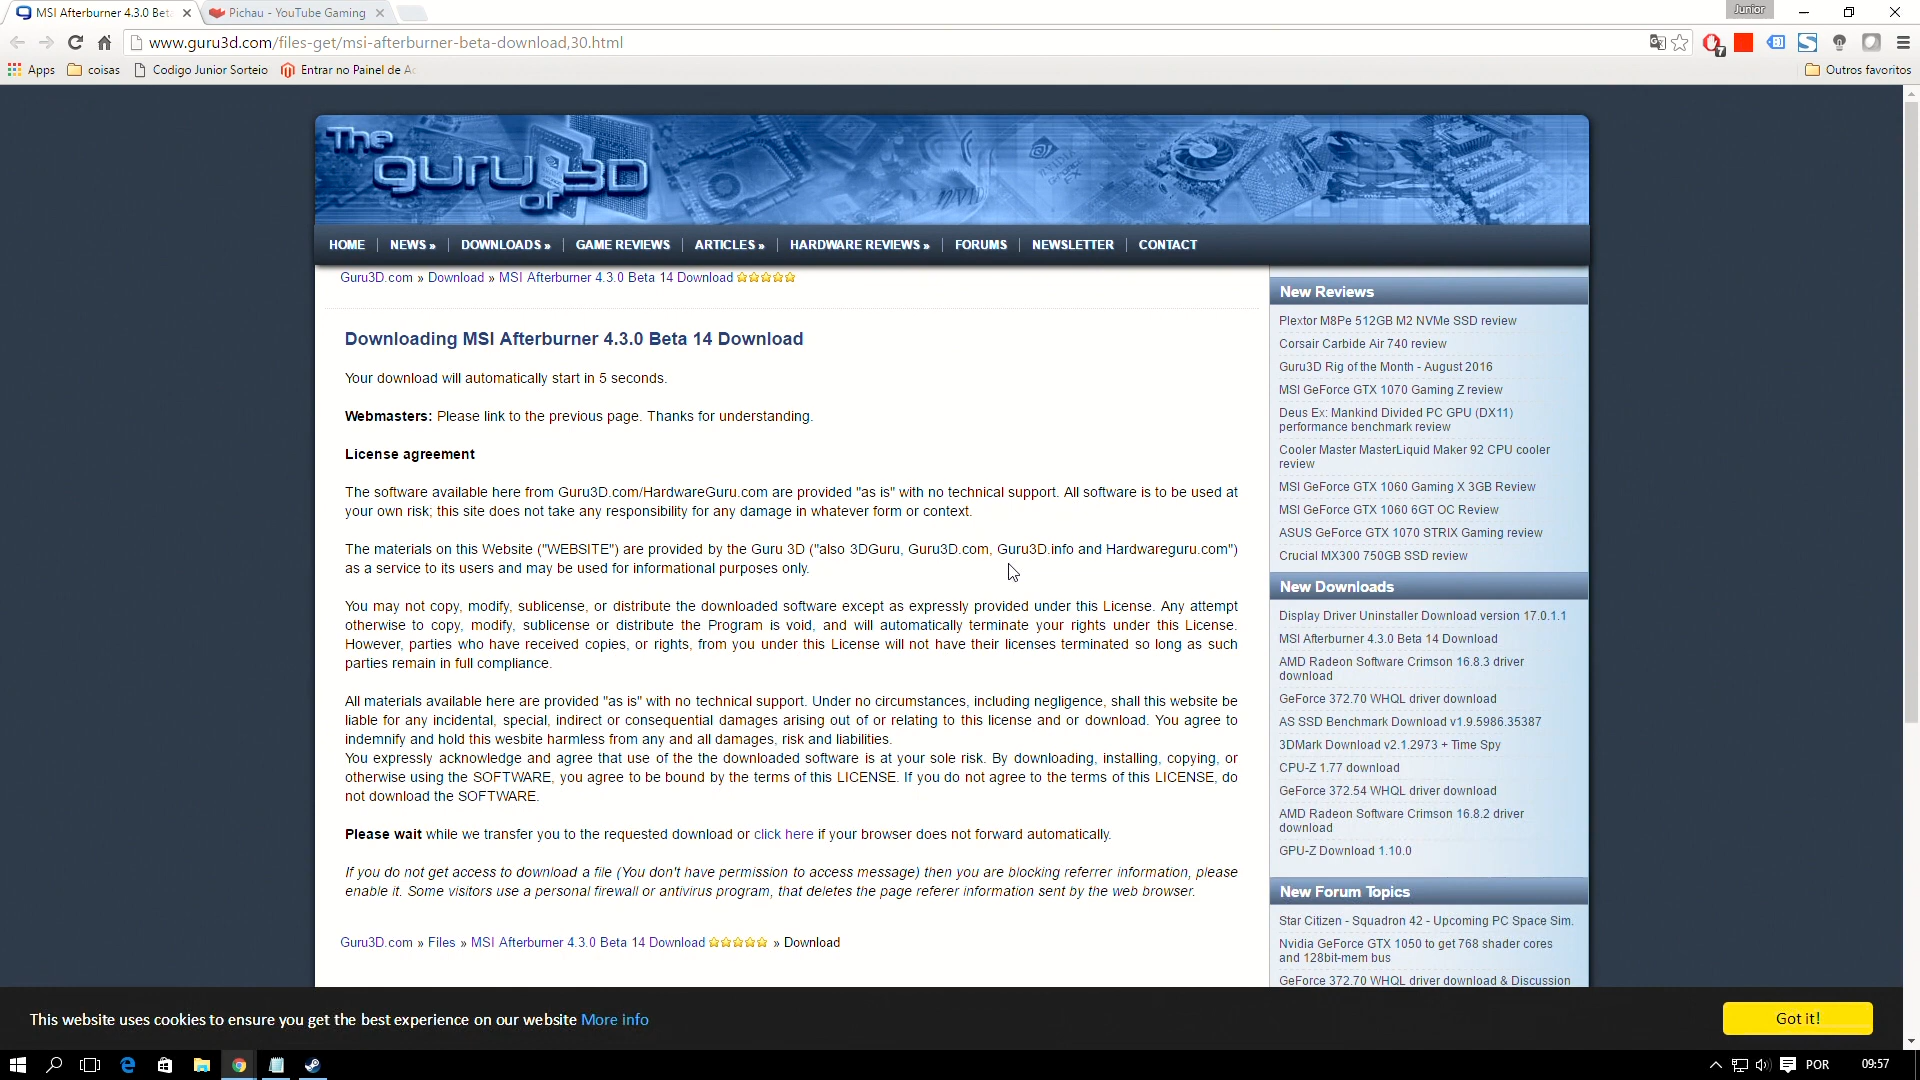 MSI Afterburner 4.3.0 Beta
Pichau - YouTube Gaming
Junior
www.guru3d.com/files-get/msi-afterburner-beta-download,30.html
7
Apps
coisas
Codigo Junior Sorteio
Entrar no Painel de Ac
Outros favoritos
The
guru 3D
of
HOME
NEWS »
DOWNLOADS »
GAME REVIEWS
ARTICLES »
HARDWARE REVIEWS »
FORUMS
NEWSLETTER
CONTACT
Guru3D.com » Download » MSI Afterburner 4.3.0 Beta 14 Download
Downloading MSI Afterburner 4.3.0 Beta 14 Download
Your download will automatically start in 5 seconds.
Webmasters: Please link to the previous page. Thanks for understanding.
License agreement
The software available here from Guru3D.com/HardwareGuru.com are provided "as is" with no technical support. All software is to be used at
your own risk; this site does not take any responsibility for any damage in whatever form or context.
The materials on this Website ("WEBSITE") are provided by the Guru 3D ("also 3DGuru, Guru3D.com, Guru3D.info and Hardwareguru.com")
as a service to its users and may be used for informational purposes only.
You may not copy, modify, sublicense, or distribute the downloaded software except as expressly provided under this License. Any attempt
otherwise to copy, modify, sublicense or distribute the Program is void, and will automatically terminate your rights under this License.
However, parties who have received copies, or rights, from you under this License will not have their licenses terminated so long as such
parties remain in full compliance.
All materials available here are provided "as is" with no technical support. Under no circumstances, including negligence, shall this website be
liable for any incidental, special, indirect or consequential damages arising out of or relating to this license and or download. You agree to
indemnify and hold this wesbite harmless from any and all damages, risk and liabilities.
You expressly acknowledge and agree that use of the the downloaded software is at your sole risk. By downloading, installing, copying, or
otherwise using the SOFTWARE, you agree to be bound by the terms of this LICENSE. If you do not agree to the terms of this LICENSE, do
not download the SOFTWARE.
Please wait while we transfer you to the requested download or click here if your browser does not forward automatically.
If you do not get access to download a file (You don't have permission to access message) then you are blocking referrer information, please
enable it. Some visitors use a personal firewall or antivirus program, that deletes the page referer information sent by the web browser.
Guru3D.com » Files » MSI Afterburner 4.3.0 Beta 14 Download » Download
New Reviews
Plextor M8Pe 512GB M2 NVMe SSD review
Corsair Carbide Air 740 review
Guru3D Rig of the Month - August 2016
MSI GeForce GTX 1070 Gaming Z review
Deus Ex: Mankind Divided PC GPU (DX11)
performance benchmark review
Cooler Master MasterLiquid Maker 92 CPU cooler
review
MSI GeForce GTX 1060 Gaming X 3GB Review
MSI GeForce GTX 1060 6GT OC Review
ASUS GeForce GTX 1070 STRIX Gaming review
Crucial MX300 750GB SSD review
New Downloads
Display Driver Uninstaller Download version 17.0.1.1
MSI Afterburner 4.3.0 Beta 14 Download
AMD Radeon Software Crimson 16.8.3 driver
download
GeForce 372.70 WHQL driver download
AS SSD Benchmark Download v1.9.5986.35387
3DMark Download v2.1.2973 + Time Spy
CPU-Z 1.77 download
GeForce 372.54 WHQL driver download
AMD Radeon Software Crimson 16.8.2 driver
download
GPU-Z Download 1.10.0
New Forum Topics
Star Citizen - Squadron 42 - Upcoming PC Space Sim.
Nvidia GeForce GTX 1050 to get 768 shader cores
and 128bit-mem bus
GeForce 372.70 WHQL driver download & Discussion
This website uses cookies to ensure you get the best experience on our website More info
Got it!
POR
09:57